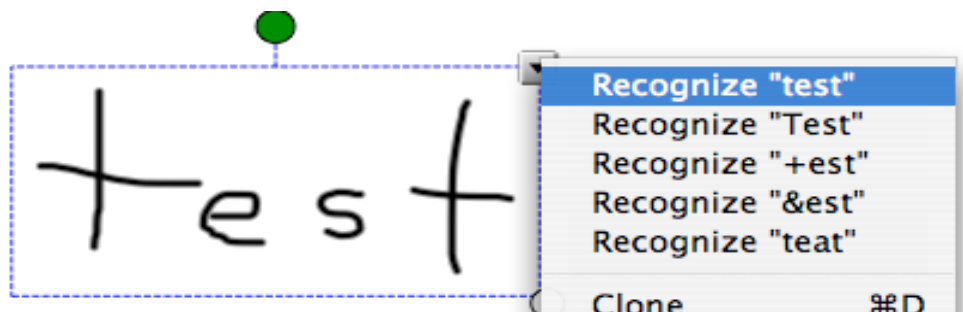 test
Recognize "test"
Recognize "Test"
Recognize "+est"
Recognize "&est"
Recognize "teat"
Clone ⌘D